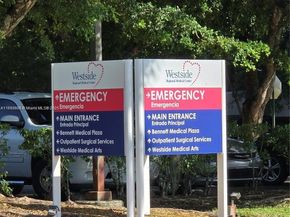 Westside
Regional Medical Center
EMERGENCY
Emergencia
MAIN ENTRANCE
Entrada Principal
Bennett Medical Plaza
Outpatient Surgical Services
Westside Medical Arts
Westside
Regional Medical Center
EMERGENCY
Emergencia
MAIN ENTRANCE
Entrada Principal
Bennett Medical Plaza
Outpatient Surgical Services
Westside Medical Arts